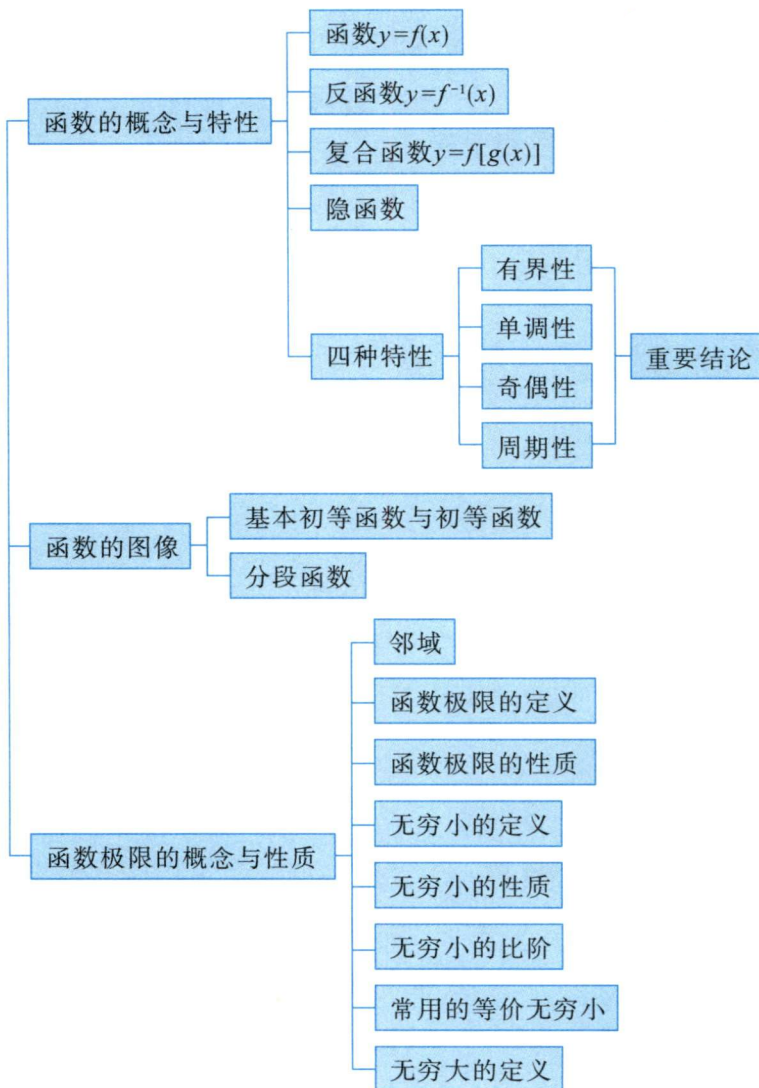 函数y=f(x)
反函数y=f⁻¹(x)
函数的概念与特性
复合函数y=f[g(x)]
隐函数
有界性
单调性
四种特性
重要结论
奇偶性
周期性
基本初等函数与初等函数
函数的图像
分段函数
邻域
函数极限的定义
函数极限的性质
无穷小的定义
函数极限的概念与性质
无穷小的性质
无穷小的比阶
常用的等价无穷小
无穷大的定义